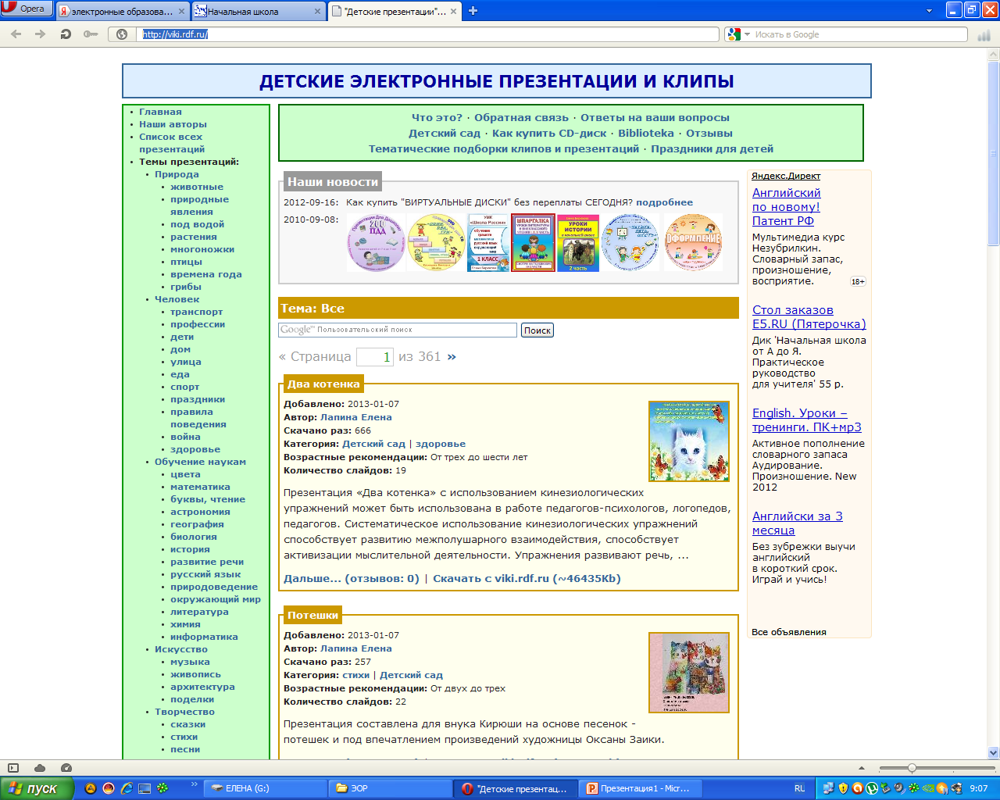 Opera
электронные образова...
Начальная школа
"Детские презентации"...
http://viki.rdf.ru/
Искать в Google
ДЕТСКИЕ ЭЛЕКТРОННЫЕ ПРЕЗЕНТАЦИИ И КЛИПЫ
Главная
Наши авторы
Список всех
презентаций
Темы презентаций:
Природа
животные
природные
явления
под водой
растения
многоножки
птицы
времена года
грибы
Человек
транспорт
профессии
дети
дом
улица
еда
спорт
праздники
правила
поведения
война
здоровье
Обучение наукам
цвета
математика
буквы, чтение
астрономия
география
биология
история
развитие речи
русский язык
природоведение
окружающий мир
литература
химия
информатика
Искусство
музыка
живопись
архитектура
поделки
Творчество
сказки
стихи
песни
Что это? · Обратная связь · Ответы на ваши вопросы
Детский сад · Как купить CD-диск · Biblioteka · Отзывы
Тематические подборки клипов и презентаций · Праздники для детей
Наши новости
2012-09-16: Как купить "ВИРТУАЛЬНЫЕ ДИСКИ" без переплаты СЕГОДНЯ? подробнее
2010-09-08:
200
ПДД
УМК
«Школа России»
1 КЛАСС
ШПАРГАЛКА
УРОКИ
ИСТОРИИ
2 часть
ОФОРМЛЕНИЕ
Тема: Все
Google™ Пользовательский поиск
Поиск
« Страница 1 из 361 »
Два котенка
Добавлено: 2013-01-07
Автор: Лапина Елена
Скачано раз: 666
Категория: Детский сад | здоровье
Возрастные рекомендации: От трех до шести лет
Количество слайдов: 19
Презентация «Два котенка» с использованием кинезиологических
упражнений может быть использована в работе педагогов-психологов, логопедов,
педагогов. Систематическое использование кинезиологических упражнений
способствует развитию межполушарного взаимодействия, способствует
активизации мыслительной деятельности. Упражнения развивают речь, ...
Дальше... (отзывов: 0) | Скачать с viki.rdf.ru (~46435Kb)
Потешки
Добавлено: 2013-01-07
Автор: Лапина Елена
Скачано раз: 257
Категория: стихи | Детский сад
Возрастные рекомендации: От двух до трех
Количество слайдов: 22
Презентация составлена для внука Кирюши на основе песенок -
потешек и под впечатлением произведений художницы Оксаны Заики.
Яндекс.Директ
Английский
по новому!
Патент РФ
Мультимедиа курс
Незубрилкин.
Словарный запас,
произношение,
восприятие.
18+
Стол заказов
E5.RU (Пятерочка)
Дик 'Начальная школа
от А до Я.
Практическое
руководство
для учителя' 55 р.
English. Уроки –
тренинги. ПК+мр3
Активное пополнение
словарного запаса
Аудирование.
Произношение. New
2012
Английски за 3
месяца
Без зубрежки выучи
английский
в короткий срок.
Играй и учись!
Все объявления
пуск
ЕЛЕНА (G:)
ЭОР
"Детские презентац...
Презентация1 - Micr...
RU
9:07